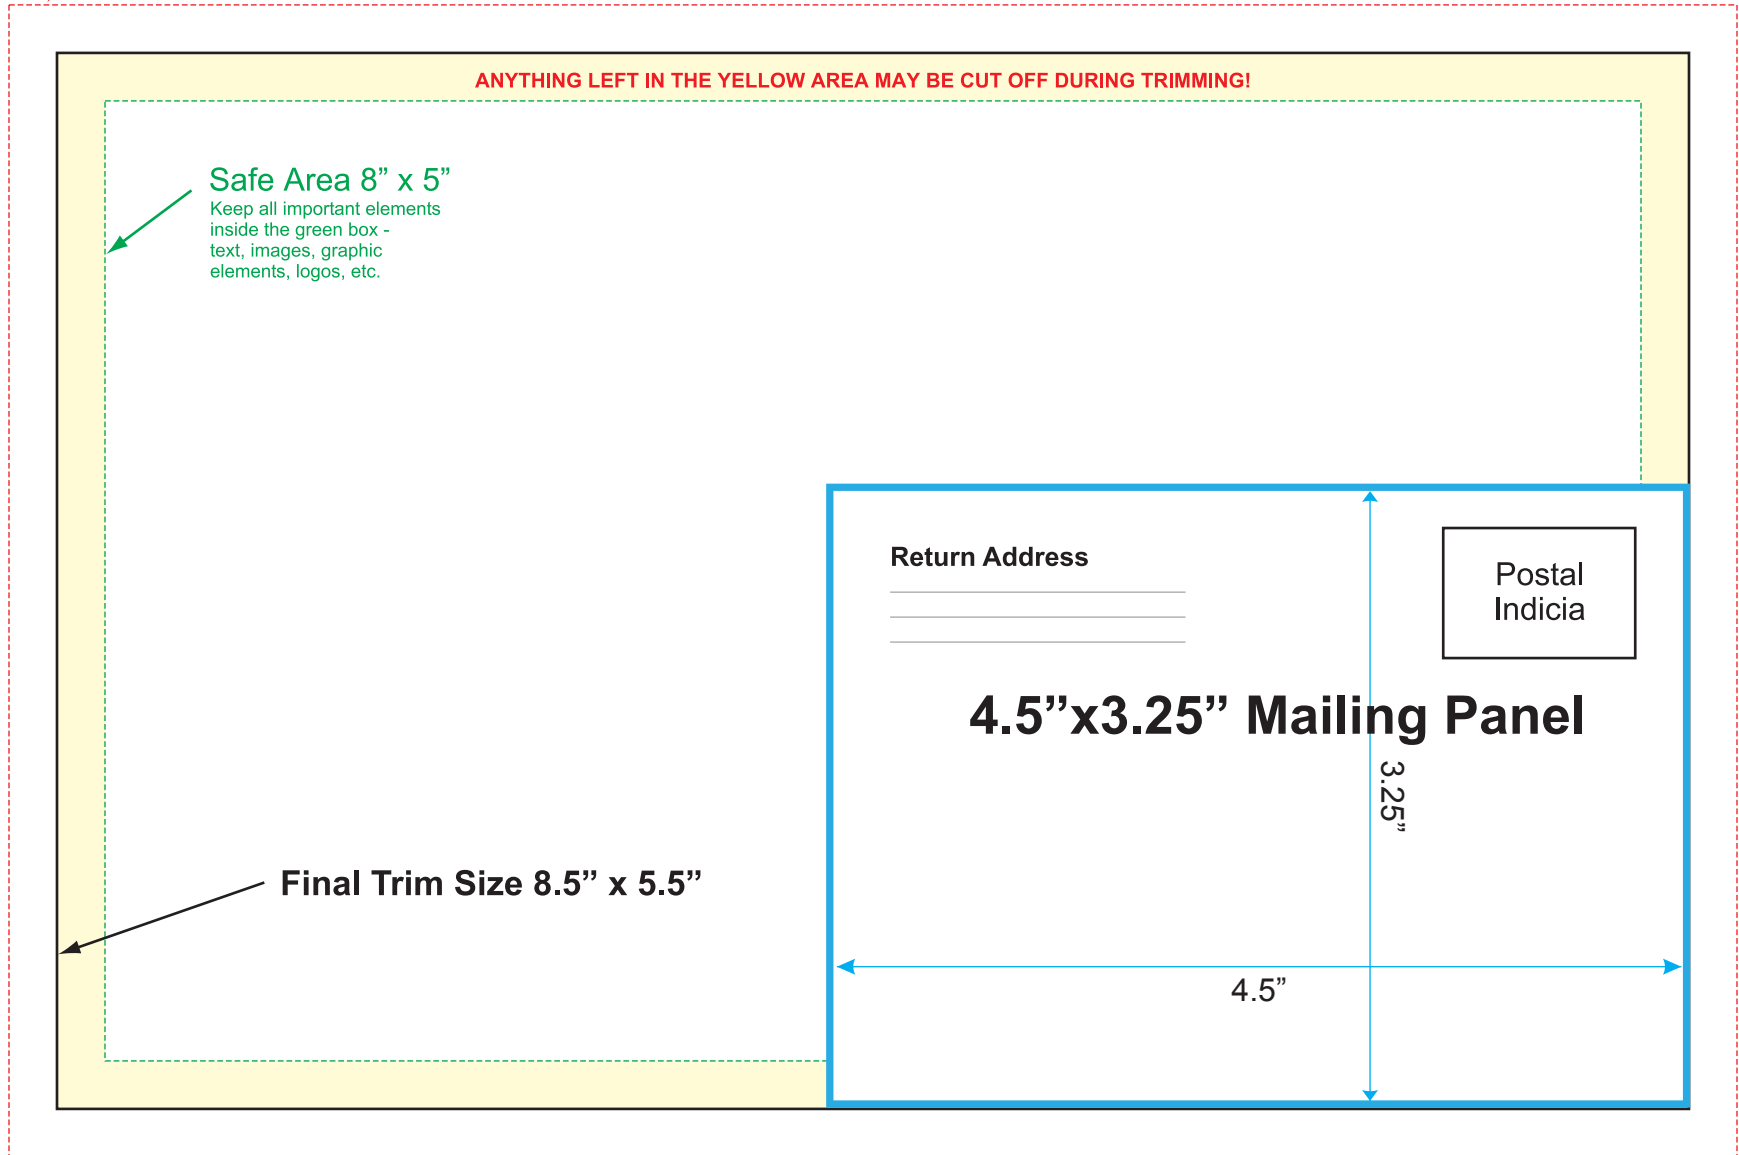 ANYTHING LEFT IN THE YELLOW AREA MAY BE CUT OFF DURING TRIMMING!
Safe Area 8” x 5”
Keep all important elements
inside the green box -
text, images, graphic
elements, logos, etc.
Return Address
Postal
Indicia
4.5”x3.25” Mailing Panel
3.25”
Final Trim Size 8.5” x 5.5”
4.5”